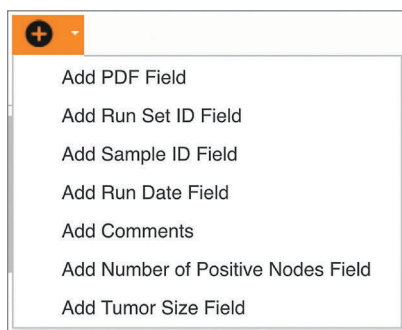 Add PDF Field
Add Run Set ID Field
Add Sample ID Field
Add Run Date Field
Add Comments
Add Number of Positive Nodes Field
Add Tumor Size Field